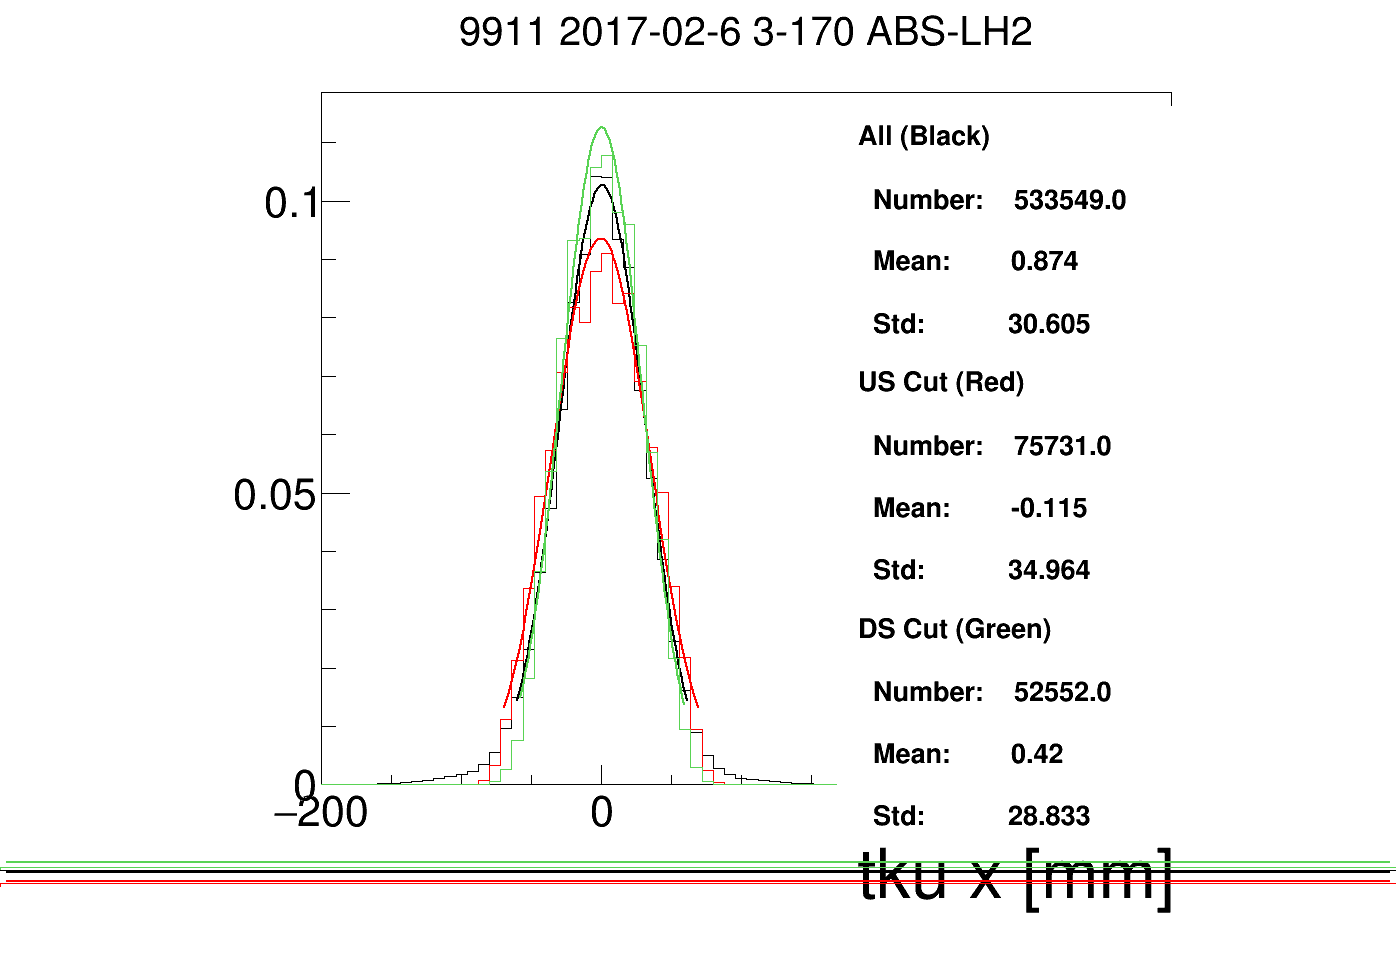 9911 2017-02-6 3-170 ABS-LH2
All (Black)
Number: 533549.0
Mean: 0.874
Std: 30.605
US Cut (Red)
Number: 75731.0
Mean: -0.115
Std: 34.964
DS Cut (Green)
Number: 52552.0
Mean: 0.42
Std: 28.833
0.1
0.05
0
−200 0
tku x [mm]